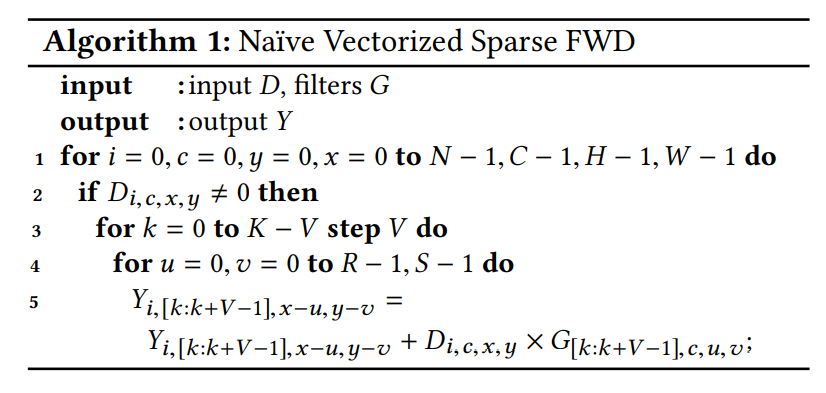 Algorithm 1: Naïve Vectorized Sparse FWD
input : input D, filters G
output : output Y
1 for i = 0, c = 0, y = 0, x = 0 to N − 1, C − 1, H − 1, W − 1 do
2 if D_{i,c,x,y} ≠ 0 then
3 for k = 0 to K − V step V do
4 for u = 0, v = 0 to R − 1, S − 1 do
5 Y_{i,[k:k+V−1],x−u,y−v} =
Y_{i,[k:k+V−1],x−u,y−v} + D_{i,c,x,y} × G_{[k:k+V−1],c,u,v};